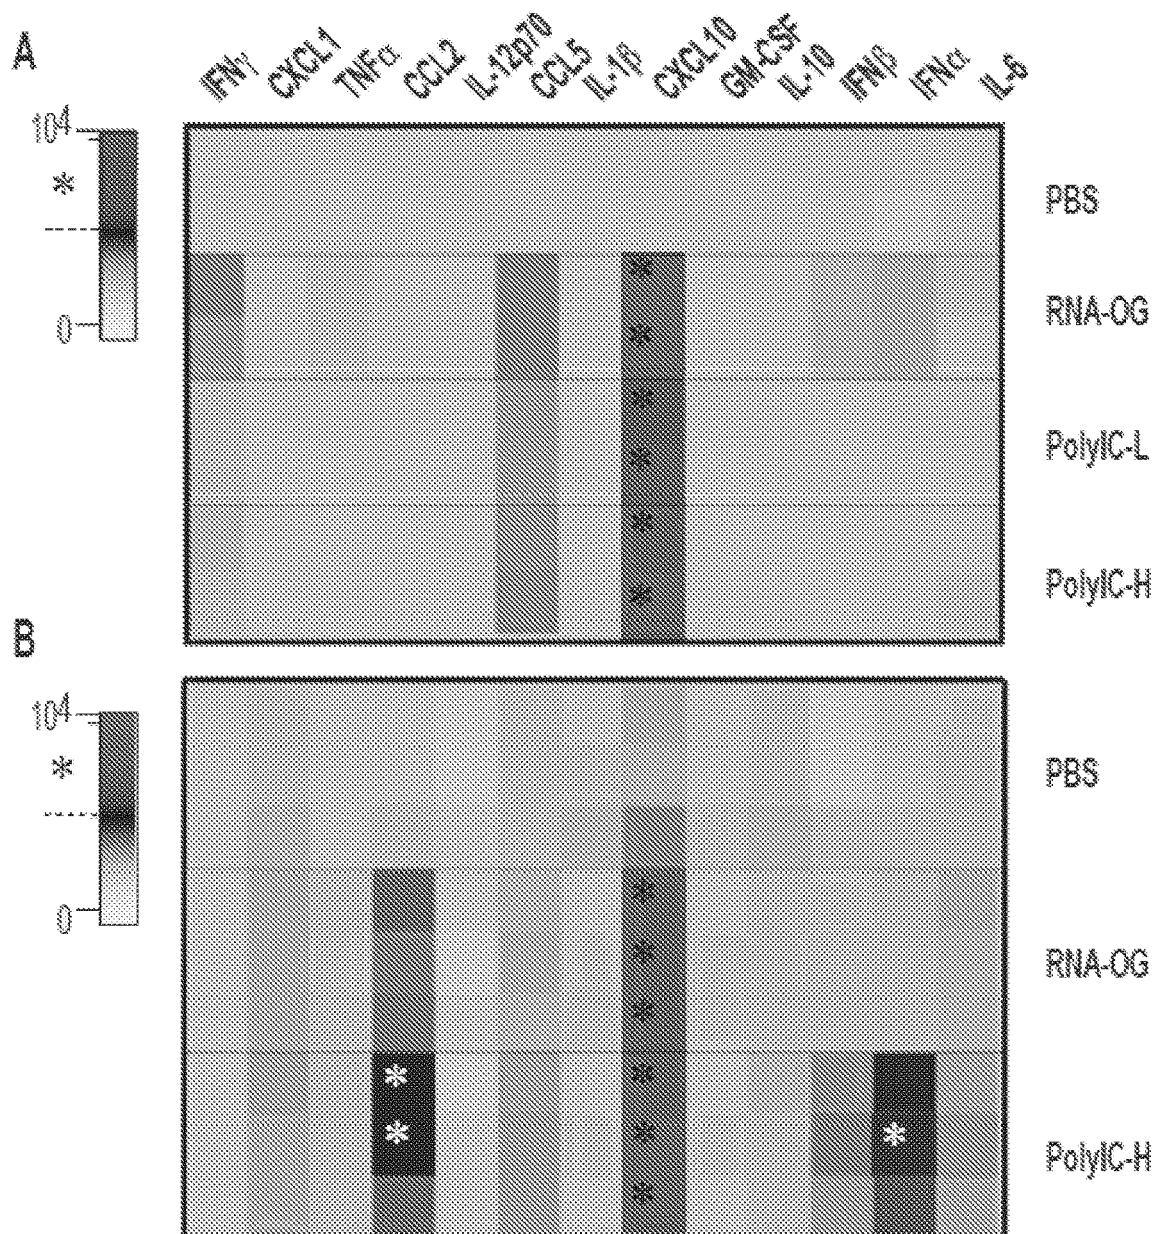 A
IFNγ CXCL1 TNFα CCL2 IL-12p70 CCL5 IL-1β CXCL10 GM-CSF IL-10 IFNβ IFNα IL-6
10⁴
*
0
PBS
* RNA-OG
*
*
* PolyIC-L
*
* PolyIC-H
B
10⁴
*
0
PBS
*
* RNA-OG
*
* *
* * *
* PolyIC-H